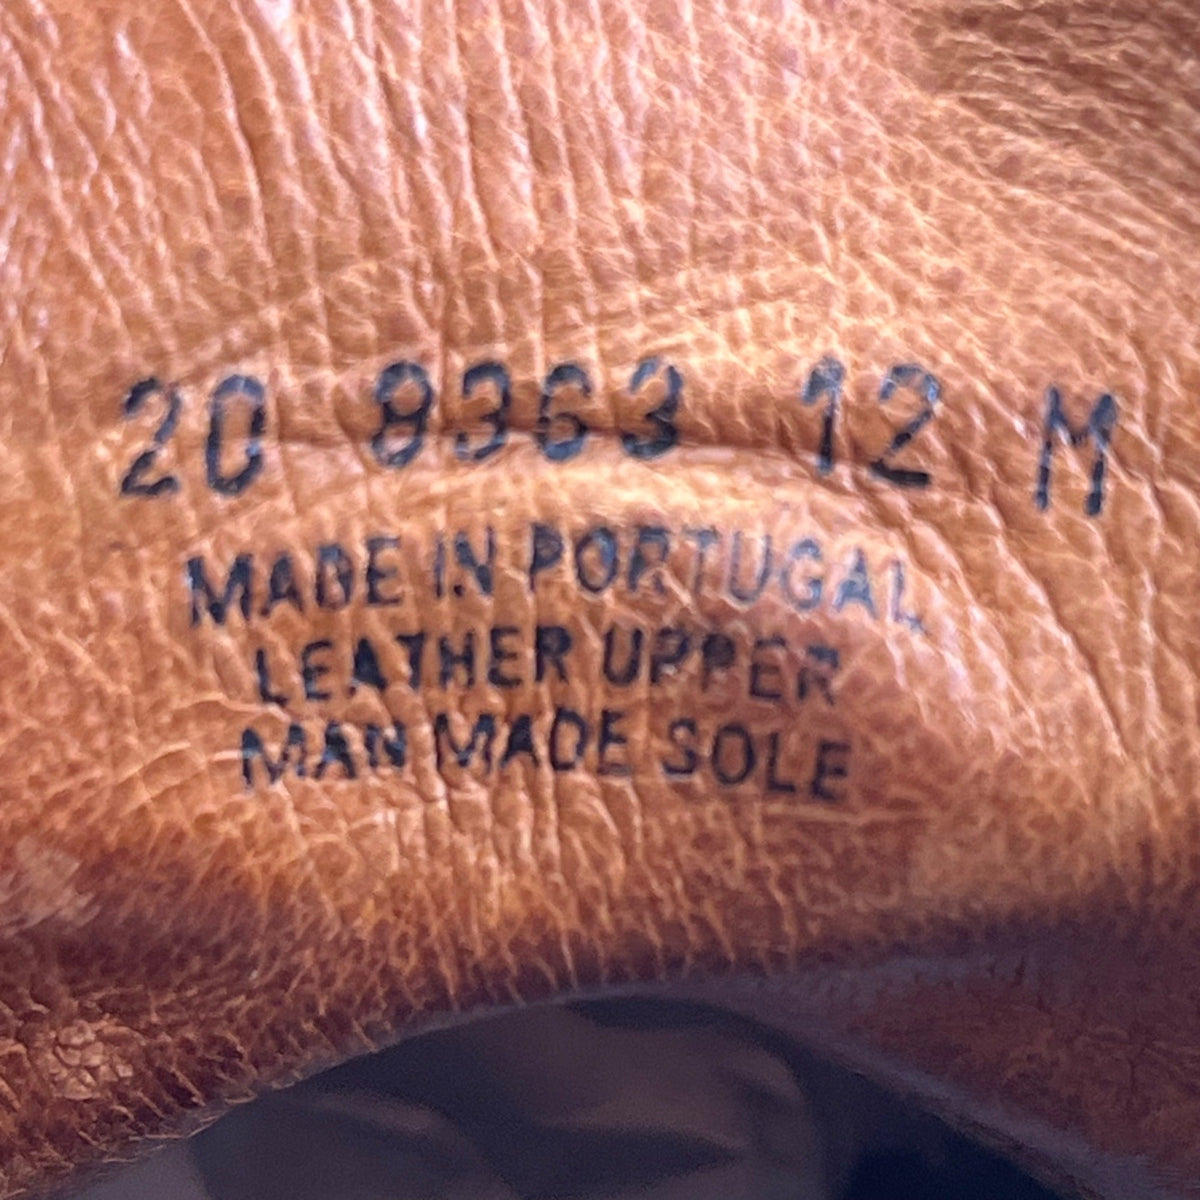 20 8363 12 M
MADE IN PORTUGAL
LEATHER UPPER
MAN MADE SOLE